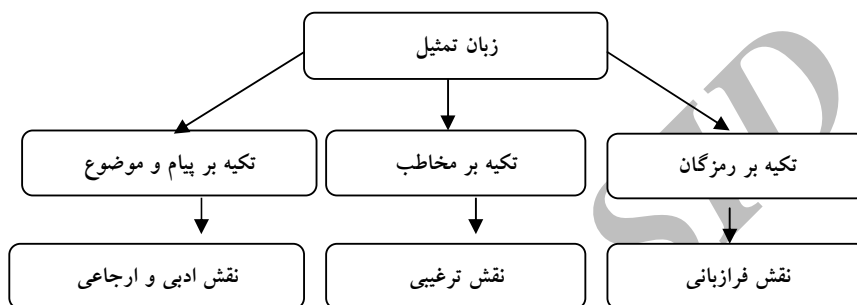 زبان تمثیل
تکیه بر رمزگان
تکیه بر مخاطب
تکیه بر پیام و موضوع
نقش فرازبانی
نقش ترغیبی
نقش ادبی و ارجاعی
SID